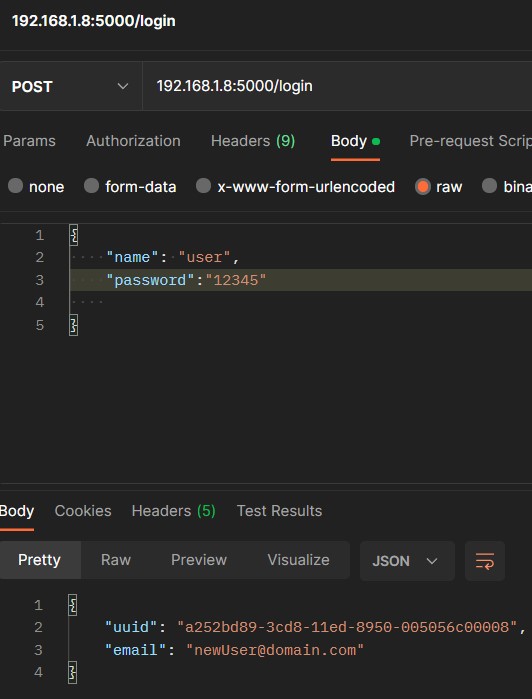 192.168.1.8:5000/login
POST 192.168.1.8:5000/login
Params Authorization Headers (9) Body Pre-request Scrip
none form-data x-www-form-urlencoded raw bina
1 {
2 "name": "user",
3 "password":"12345"
4
5 }
Body Cookies Headers (5) Test Results
Pretty Raw Preview Visualize JSON
1 {
2 "uuid": "a252bd89-3cd8-11ed-8950-005056c00008",
3 "email": "newUser@domain.com"
4 }